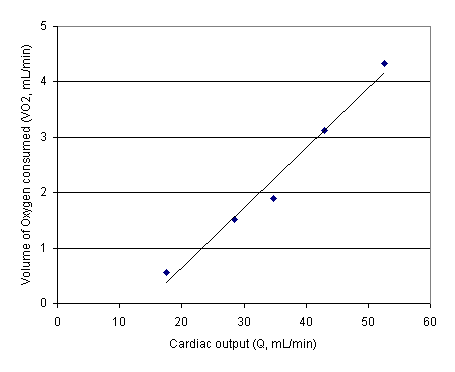 Volume of Oxygen consumed (VO2, mL/min)
5
4
3
2
1
0
0 10 20 30 40 50 60
Cardiac output (Q, mL/min)